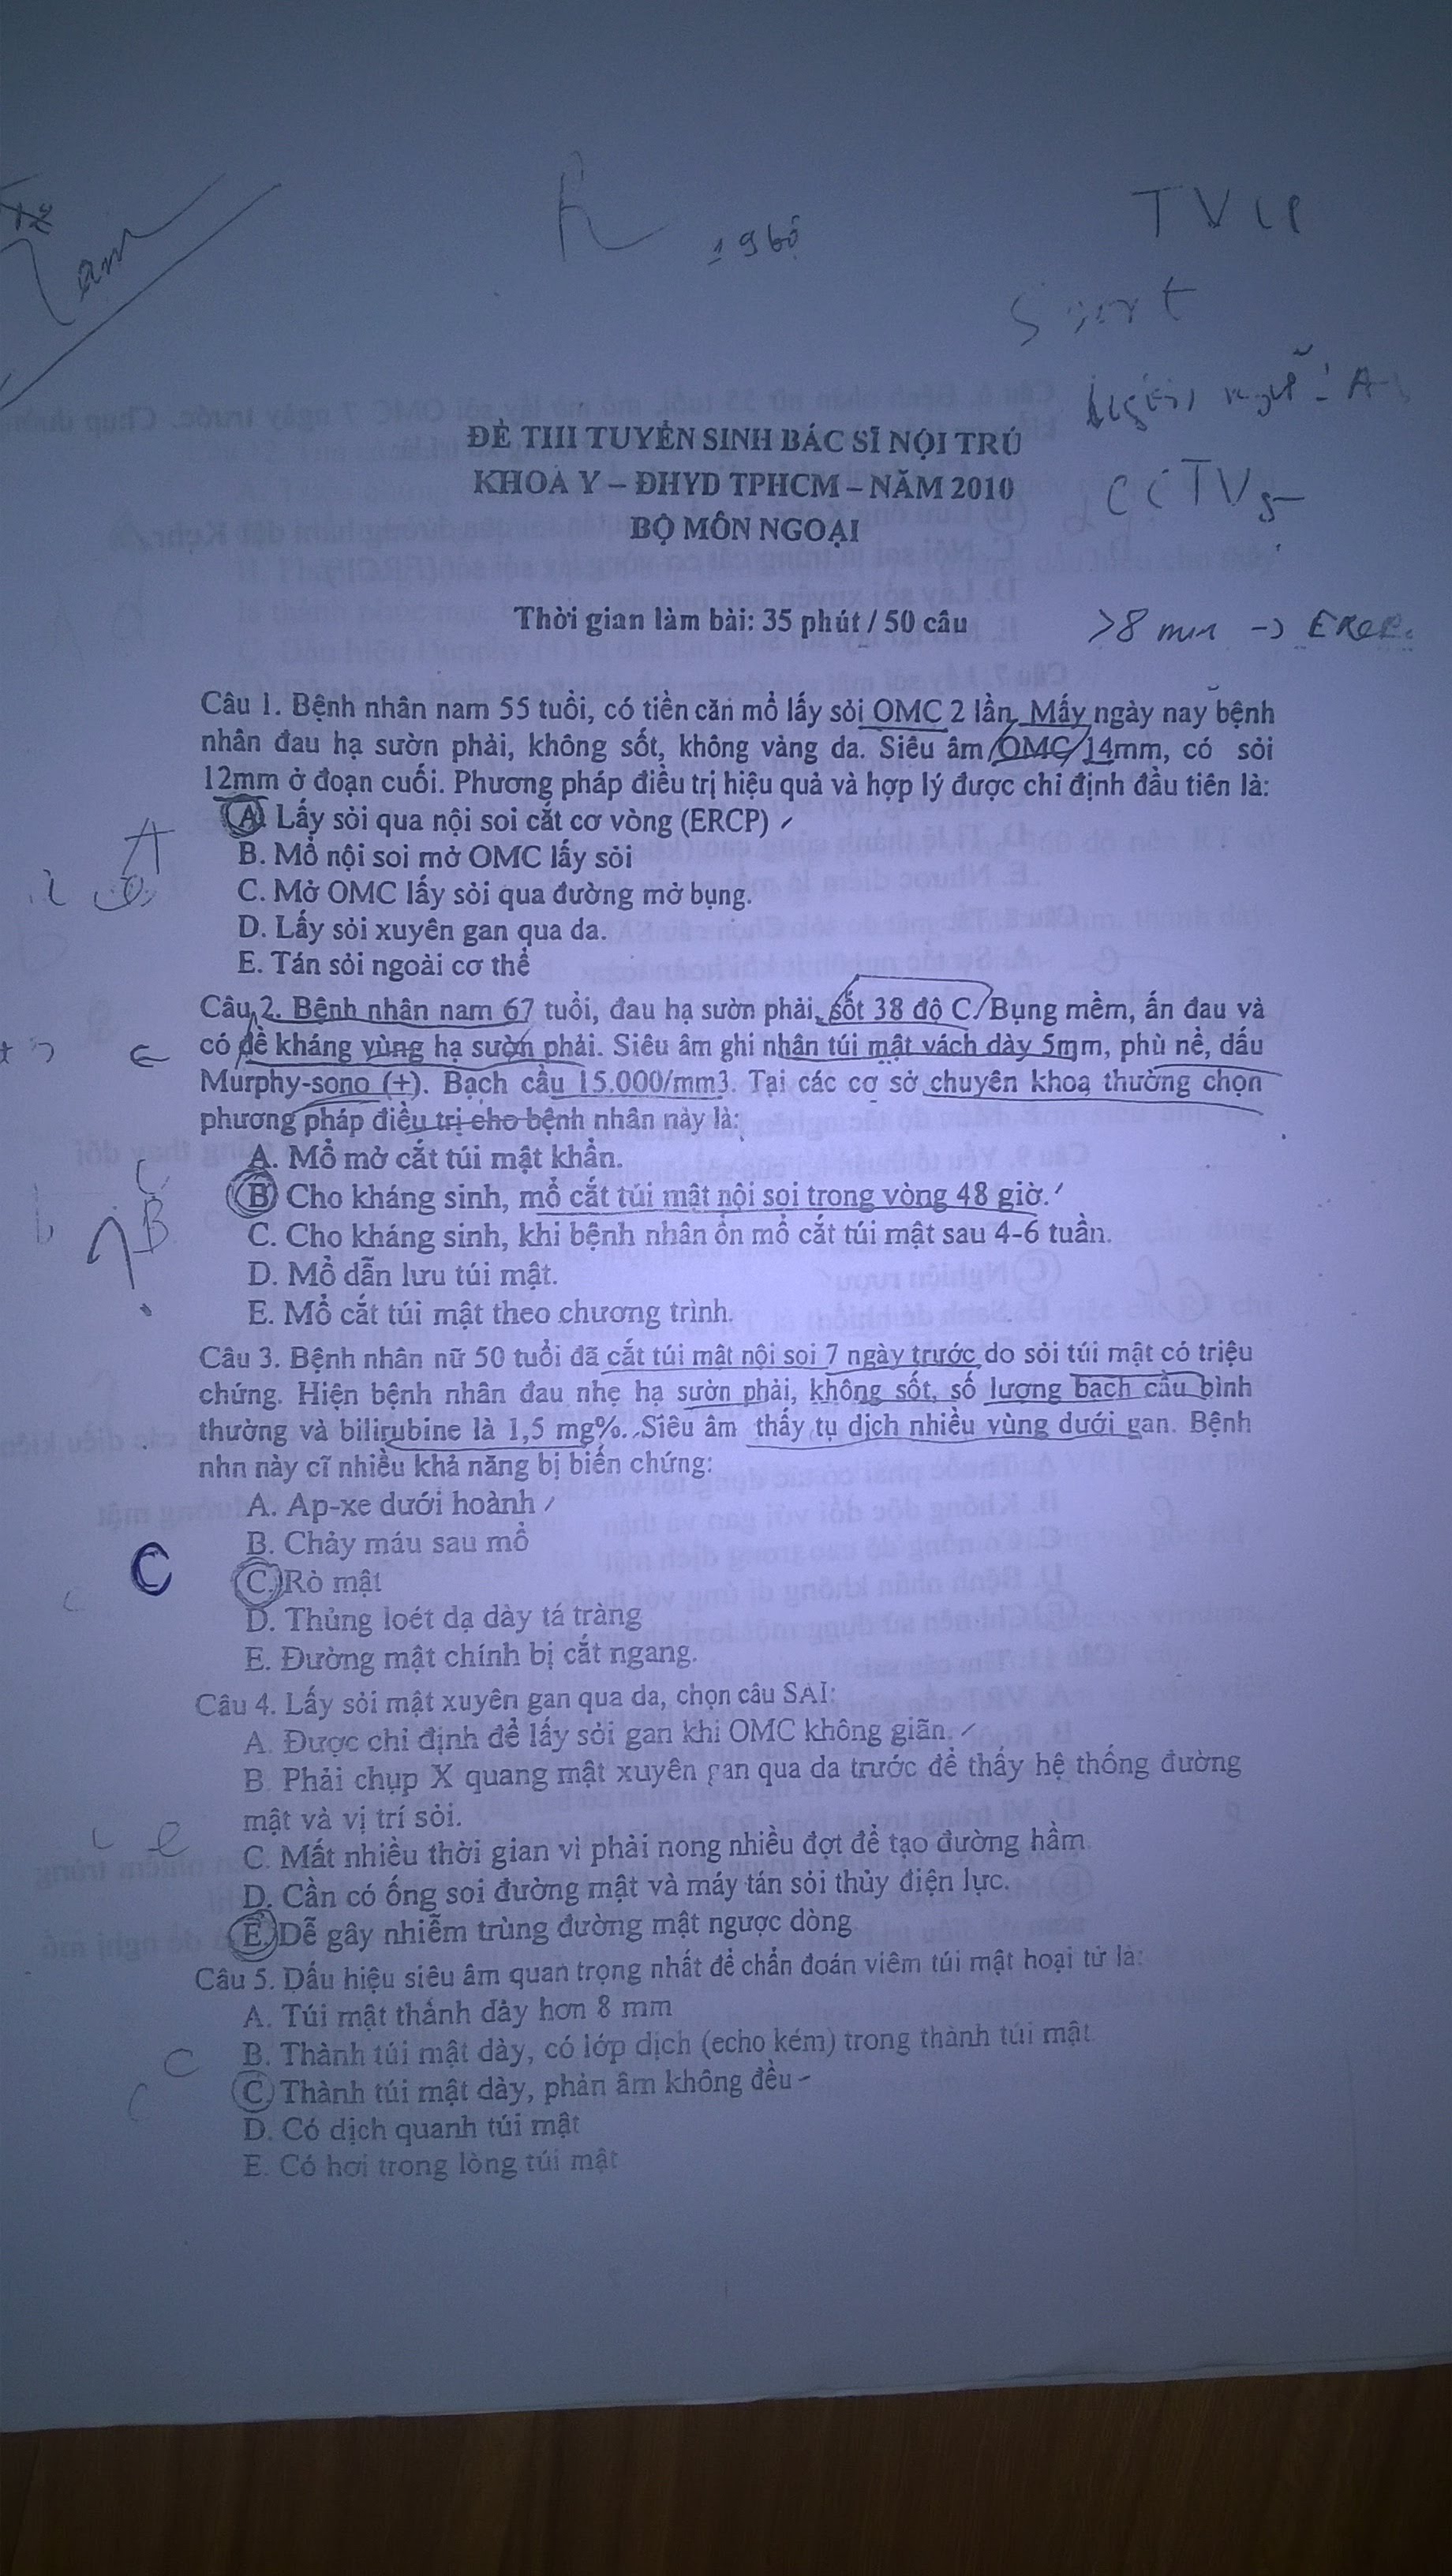 Tz
Tam
TV CP
ĐỀ THI TUYỂN SINH BÁC SĨ NỘI TRÚ
KHOA Y – ĐHYD TPHCM – NĂM 2010
BỘ MÔN NGOẠI
Thời gian làm bài: 35 phút / 50 câu
>8 mm → ERCP
Câu 1. Bệnh nhân nam 55 tuổi, có tiền căn mổ lấy sỏi OMC 2 lần. Mấy ngày nay bệnh
nhân đau hạ sườn phải, không sốt, không vàng da. Siêu âm OMC 14mm, có sỏi
12mm ở đoạn cuối. Phương pháp điều trị hiệu quả và hợp lý được chỉ định đầu tiên là:
A. Lấy sỏi qua nội soi cắt cơ vòng (ERCP)
A
B. Mổ nội soi mở OMC lấy sỏi
C. Mở OMC lấy sỏi qua đường mở bụng.
D. Lấy sỏi xuyên gan qua da.
E. Tán sỏi ngoài cơ thể
Câu 2. Bệnh nhân nam 67 tuổi, đau hạ sườn phải, sốt 38 độ C. Bụng mềm, ấn đau và
có đề kháng vùng hạ sườn phải. Siêu âm ghi nhận túi mật vách dày 5mm, phù nề, dấu
Murphy-sono (+). Bạch cầu 15.000/mm3. Tại các cơ sở chuyên khoa thường chọn
phương pháp điều trị cho bệnh nhân này là:
A. Mổ mở cắt túi mật khẩn.
C
B. Cho kháng sinh, mổ cắt túi mật nội soi trong vòng 48 giờ.
B
C. Cho kháng sinh, khi bệnh nhân ổn mổ cắt túi mật sau 4-6 tuần.
D. Mổ dẫn lưu túi mật.
E. Mổ cắt túi mật theo chương trình.
Câu 3. Bệnh nhân nữ 50 tuổi đã cắt túi mật nội soi 7 ngày trước do sỏi túi mật có triệu
chứng. Hiện bệnh nhân đau nhẹ hạ sườn phải, không sốt, số lượng bạch cầu bình
thường và bilirubine là 1,5 mg%. Siêu âm thấy tụ dịch nhiều vùng dưới gan. Bệnh
nhn này cĩ nhiều khả năng bị biến chứng:
A. Ap-xe dưới hoành
B. Chảy máu sau mổ
C
C. Rò mật
D. Thủng loét dạ dày tá tràng
E. Đường mật chính bị cắt ngang.
Câu 4. Lấy sỏi mật xuyên gan qua da, chọn câu SAI:
A. Được chỉ định để lấy sỏi gan khi OMC không giãn.
B. Phải chụp X quang mật xuyên gan qua da trước để thấy hệ thống đường
mật và vị trí sỏi.
C. Mất nhiều thời gian vì phải nong nhiều đợt để tạo đường hầm.
D. Cần có ống soi đường mật và máy tán sỏi thủy điện lực.
E. Dễ gây nhiễm trùng đường mật ngược dòng.
Câu 5. Dấu hiệu siêu âm quan trọng nhất để chẩn đoán viêm túi mật hoại tử là:
A. Túi mật thành dày hơn 8 mm
B. Thành túi mật dày, có lớp dịch (echo kém) trong thành túi mật.
C
C. Thành túi mật dày, phản âm không đều
D. Có dịch quanh túi mật
E. Có hơi trong lòng túi mật